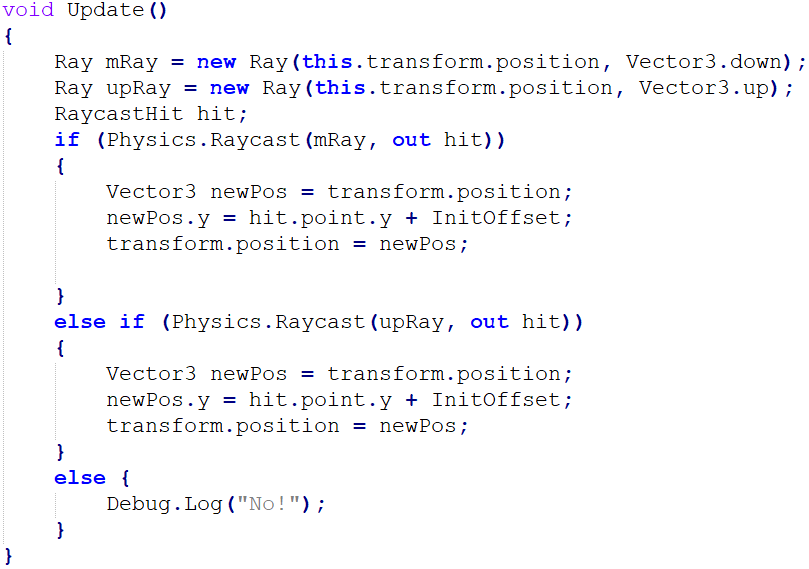 void Update()
{
    Ray mRay = new Ray(this.transform.position, Vector3.down);
    Ray upRay = new Ray(this.transform.position, Vector3.up);
    RaycastHit hit;
    if (Physics.Raycast(mRay, out hit))
    {
        Vector3 newPos = transform.position;
        newPos.y = hit.point.y + InitOffset;
        transform.position = newPos;

    }
    else if (Physics.Raycast(upRay, out hit))
    {
        Vector3 newPos = transform.position;
        newPos.y = hit.point.y + InitOffset;
        transform.position = newPos;
    }
    else {
        Debug.Log("No!");
    }
}